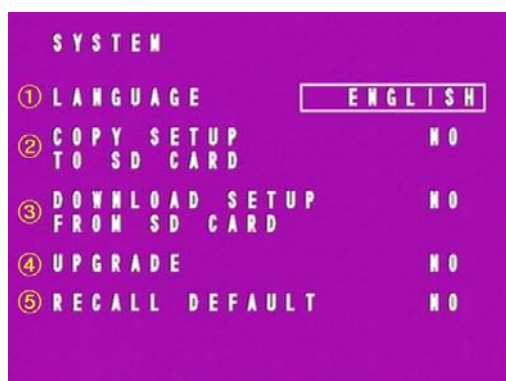 SYSTEM
① LANGUAGE ENGLISH
② COPY SETUP NO
TO SD CARD
③ DOWNLOAD SETUP NO
FROM SD CARD
④ UPGRADE NO
⑤ RECALL DEFAULT NO